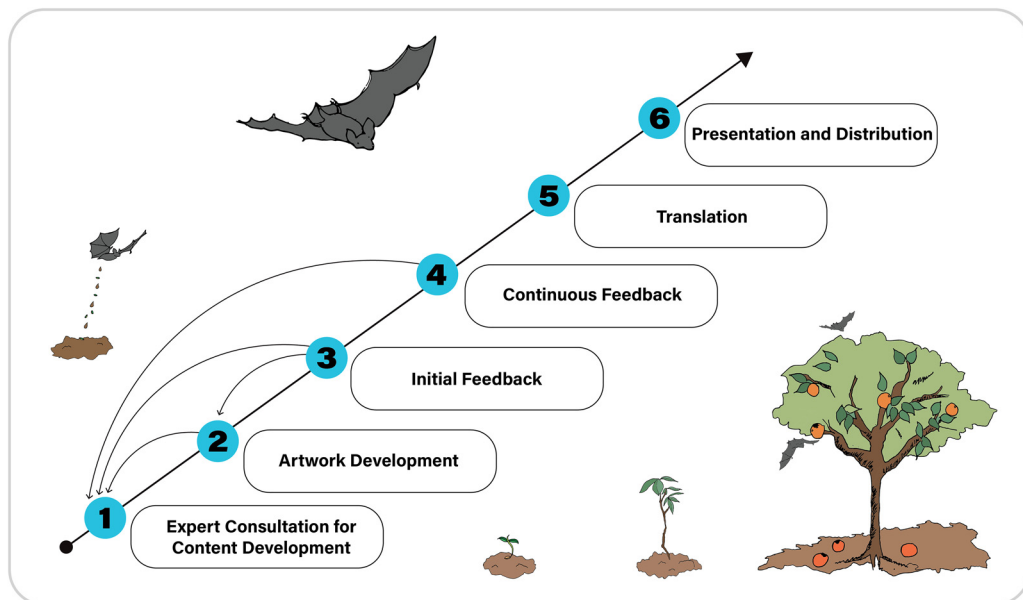 6
Presentation and Distribution
5
Translation
4
Continuous Feedback
3
Initial Feedback
2
Artwork Development
1
Expert Consultation for
Content Development